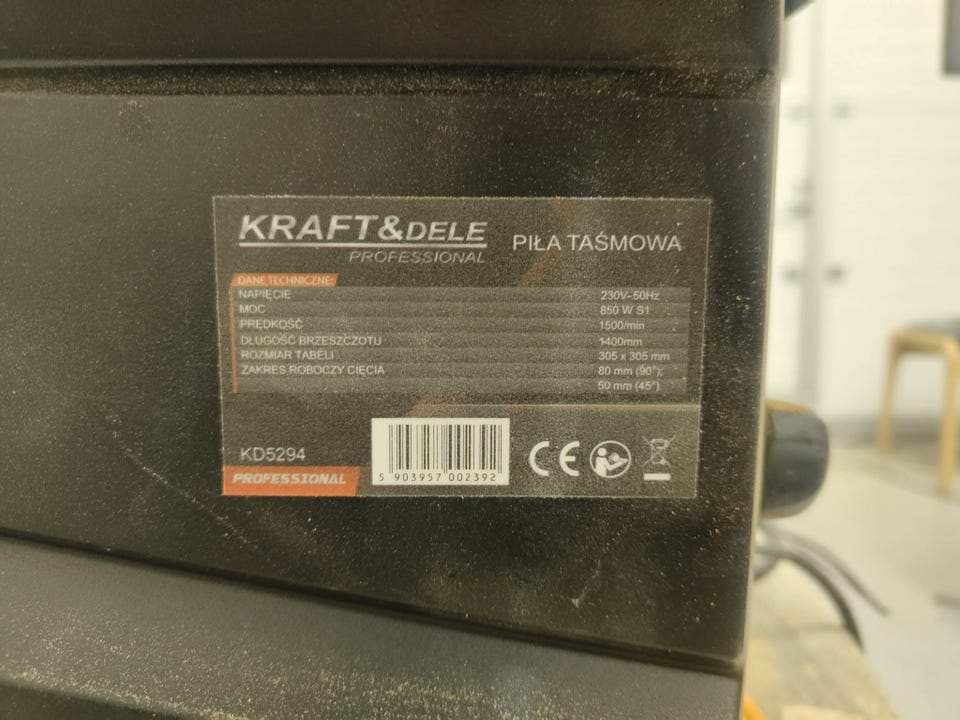 KRAFT&DELE
PROFESSIONAL
PIŁA TAŚMOWA
DANE TECHNICZNE:
NAPIĘCIE 230V~50Hz
MOC 850 W S1
PRĘDKOŚĆ 1500/min
DŁUGOŚĆ BRZESZCZOTU 1400mm
ROZMIAR TABELI 305 x 305 mm
ZAKRES ROBOCZY CIĘCIA 80 mm (90°);
50 mm (45°)
KD5294
PROFESSIONAL
5 903957 002392
CE